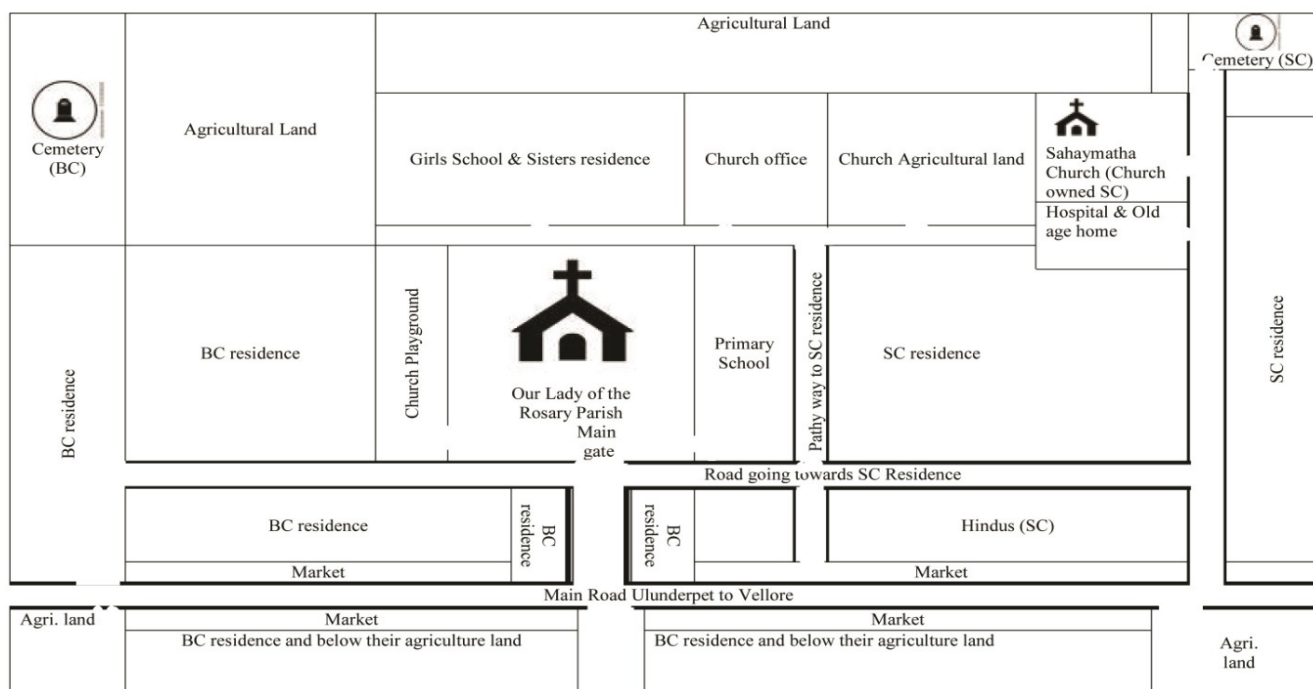 Agricultural Land
Cemetery (SC)
Cemetery
(BC)
Agricultural Land
Girls School & Sisters residence
Church office
Church Agricultural land
Sahaymatha
Church (Church
owned SC)
Hospital & Old
age home
BC residence
BC residence
Church Playground
Our Lady of the
Rosary Parish
Main
gate
Primary
School
Pathy way to SC residence
SC residence
SC residence
Road going towards SC Residence
BC residence
BC
residence
BC
residence
Hindus (SC)
Market
Market
Main Road Ulunderpet to Vellore
Agri. land
Market
BC residence and below their agriculture land
Market
BC residence and below their agriculture land
Agri.
land